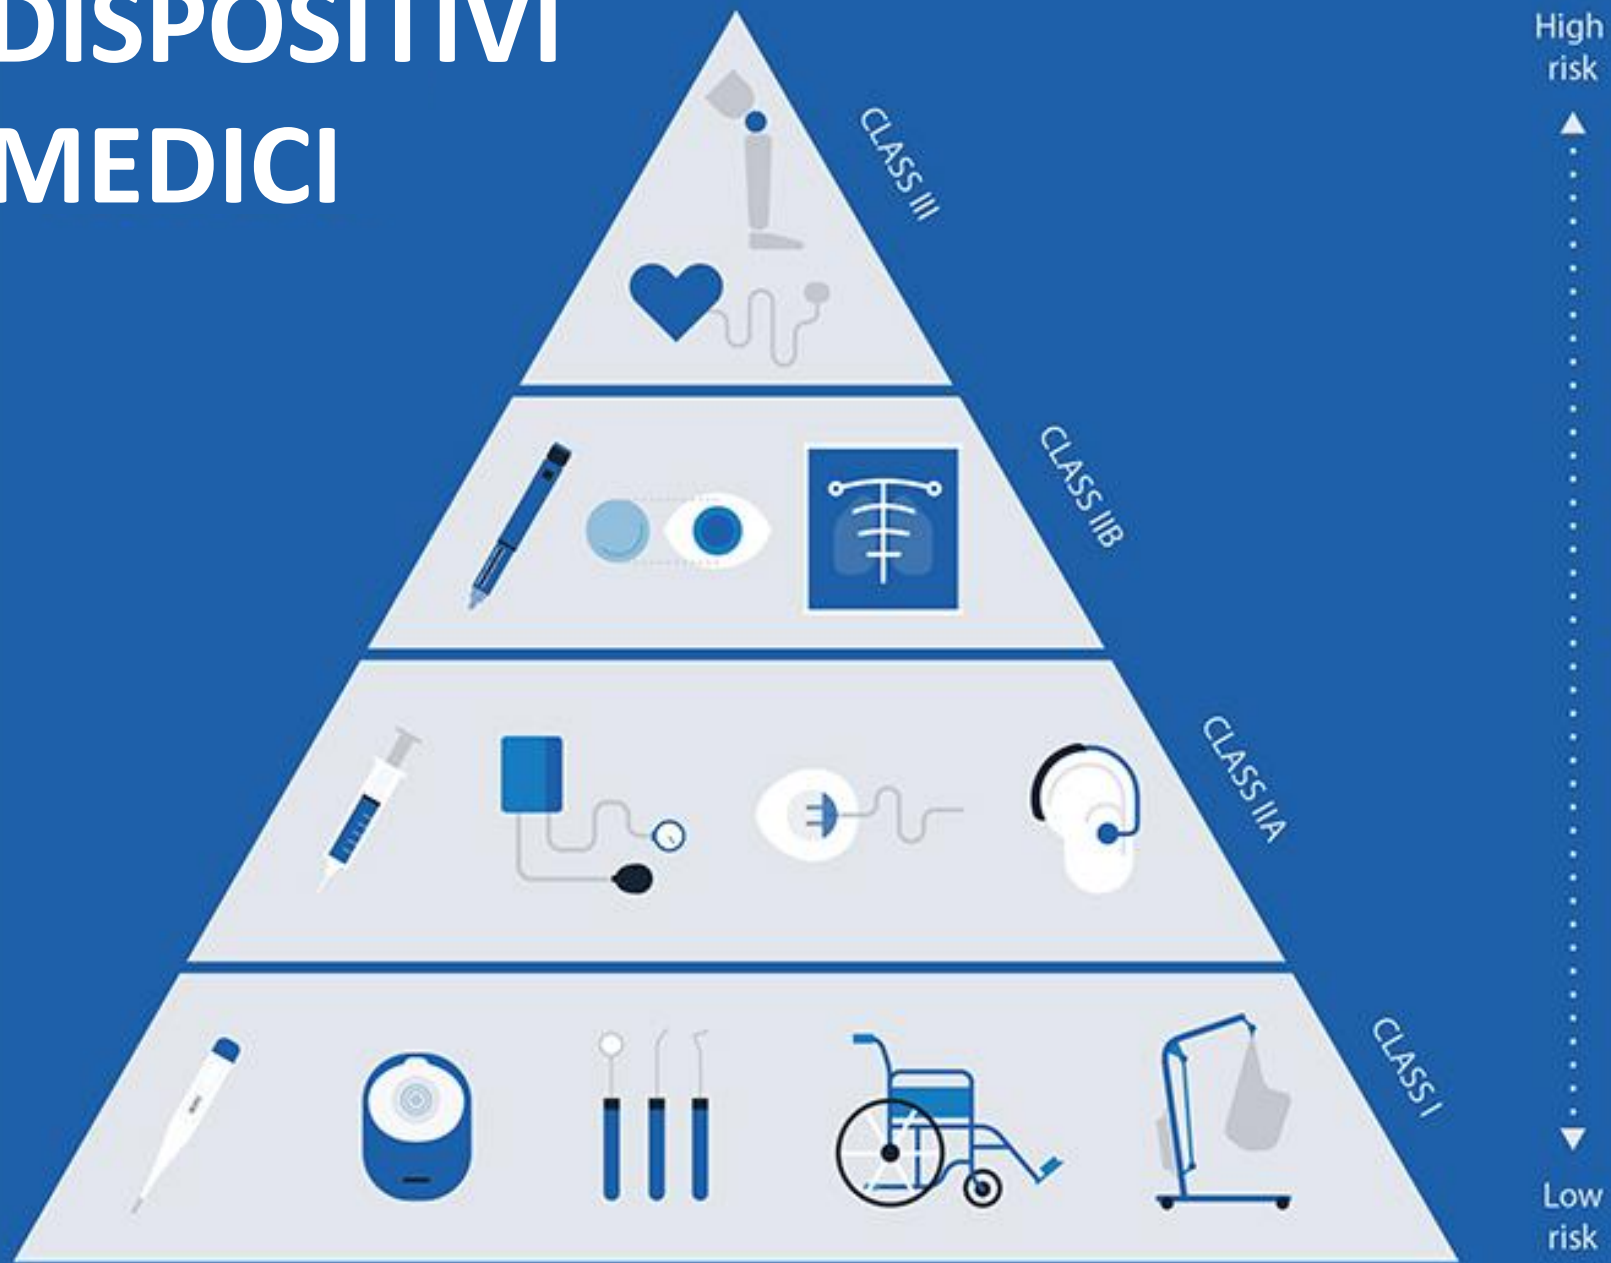 DISPOSITIVI
MEDICI
High
risk
CLASS III
CLASS IIB
CLASS IIA
CLASS I
Low
risk